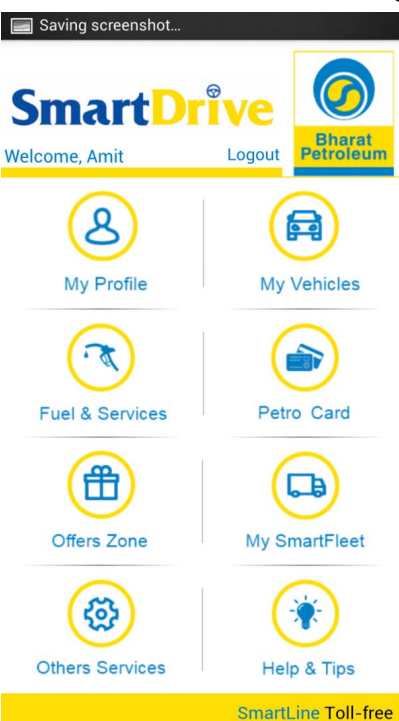 Saving screenshot...
SmartDrive
Welcome, Amit
Logout
Bharat
Petroleum
My Profile
My Vehicles
Fuel & Services
Petro Card
Offers Zone
My SmartFleet
Others Services
Help & Tips
SmartLine Toll-free